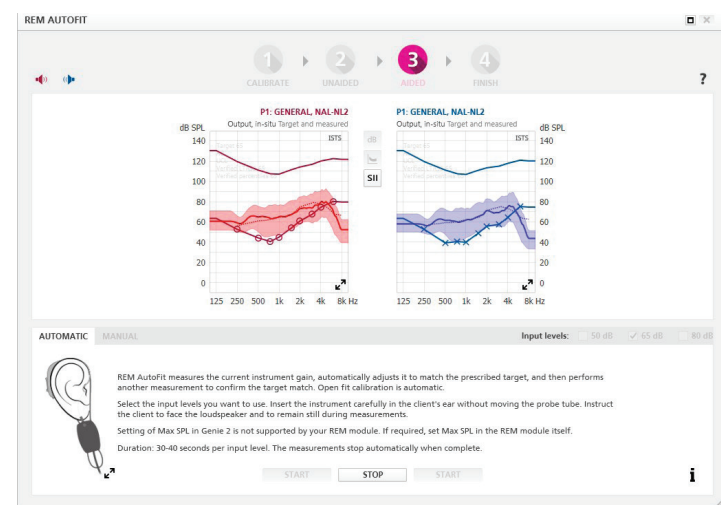 REM AUTOFIT
1 2 3 4
CALIBRATE UNAIDED AIDED FINISH
?
P1: GENERAL, NAL-NL2
Output, in-situ Target and measured
dB SPL
ISTS
140
120
100
80
60
40
20
0
125 250 500 1k 2k 4k 8k Hz
dB
SII
P1: GENERAL, NAL-NL2
Output, in-situ Target and measured
dB SPL
ISTS
140
120
100
80
60
40
20
0
125 250 500 1k 2k 4k 8k Hz
AUTOMATIC MANUAL
Input levels: 50 dB 65 dB 80 dB
REM AutoFit measures the current instrument gain, automatically adjusts it to match the prescribed target, and then performs
another measurement to confirm the target match. Open fit calibration is automatic.
Select the input levels you want to use. Insert the instrument carefully in the client's ear without moving the probe tube. Instruct
the client to face the loudspeaker and to remain still during measurements.
Setting of Max SPL in Genie 2 is not supported by your REM module. If required, set Max SPL in the REM module itself.
Duration: 30-40 seconds per input level. The measurements stop automatically when complete.
START STOP START
i